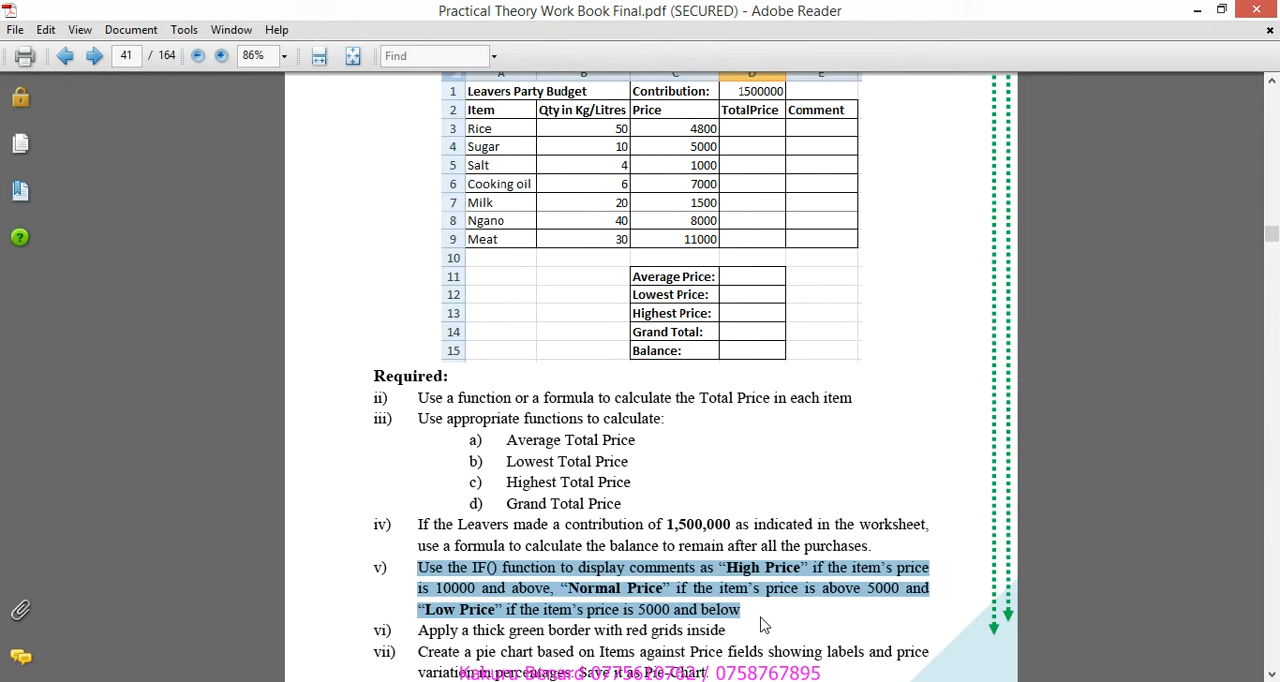 Practical Theory Work Book Final.pdf (SECURED) - Adobe Reader
File Edit View Document Tools Window Help
41 / 164 86% Find
A B C D E
1 Leavers Party Budget Contribution: 1500000
2 Item Qty in Kg/Litres Price TotalPrice Comment
3 Rice 50 4800
4 Sugar 10 5000
5 Salt 4 1000
6 Cooking oil 6 7000
7 Milk 20 1500
8 Ngano 40 8000
9 Meat 30 11000
10
11 Average Price:
12 Lowest Price:
13 Highest Price:
14 Grand Total:
15 Balance:
Required:
ii) Use a function or a formula to calculate the Total Price in each item
iii) Use appropriate functions to calculate:
a) Average Total Price
b) Lowest Total Price
c) Highest Total Price
d) Grand Total Price
iv) If the Leavers made a contribution of 1,500,000 as indicated in the worksheet,
use a formula to calculate the balance to remain after all the purchases.
v) Use the IF() function to display comments as “High Price” if the item’s price
is 10000 and above, “Normal Price” if the item’s price is above 5000 and
“Low Price” if the item’s price is 5000 and below
vi) Apply a thick green border with red grids inside
vii) Create a pie chart based on Items against Price fields showing labels and price
variation in percentages. Save it as Pie-Chart.
0775610762 / 0758767895